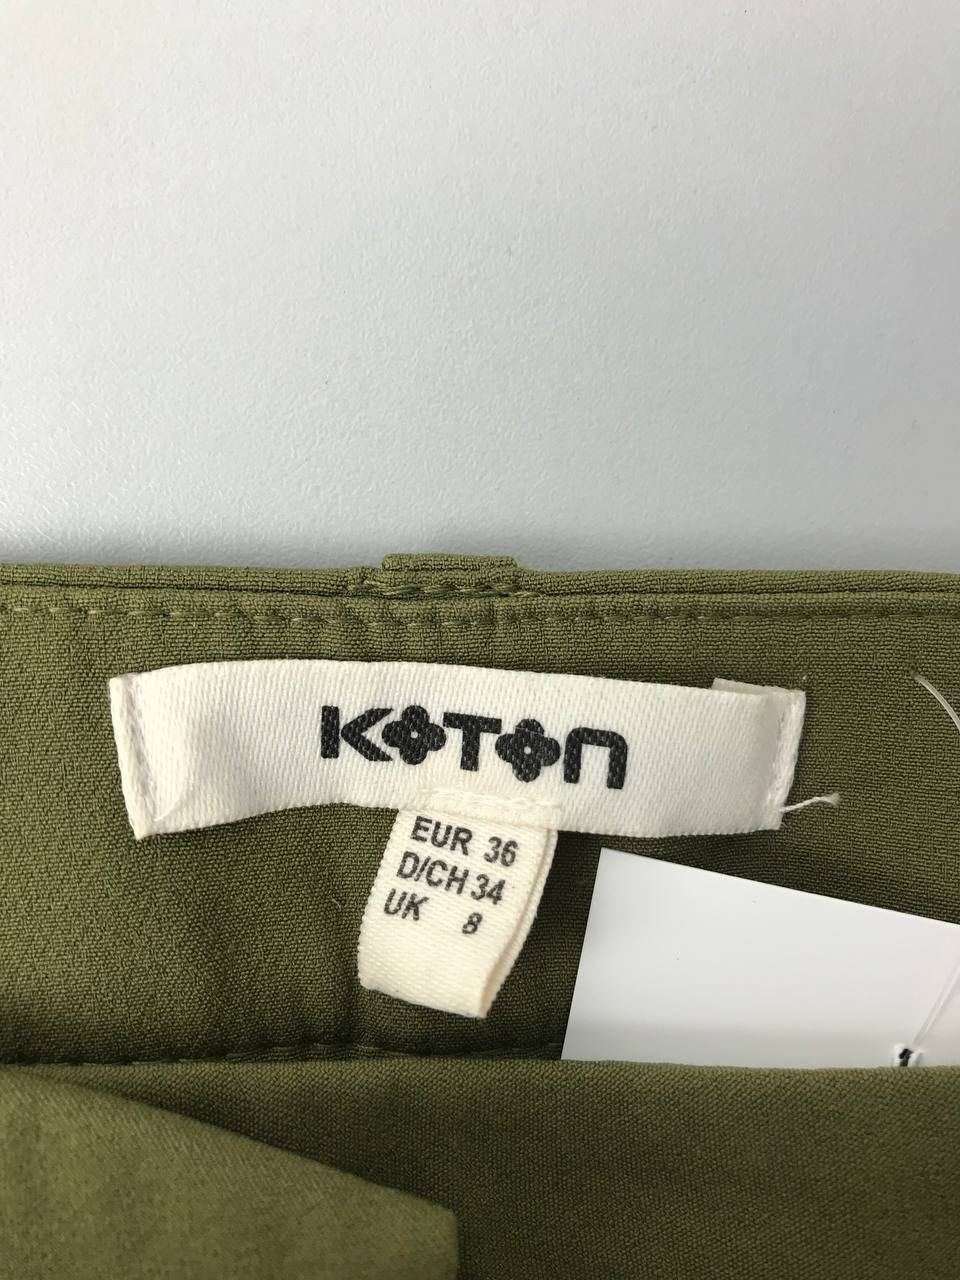 KOTON
EUR 36
D/CH 34
UK 8